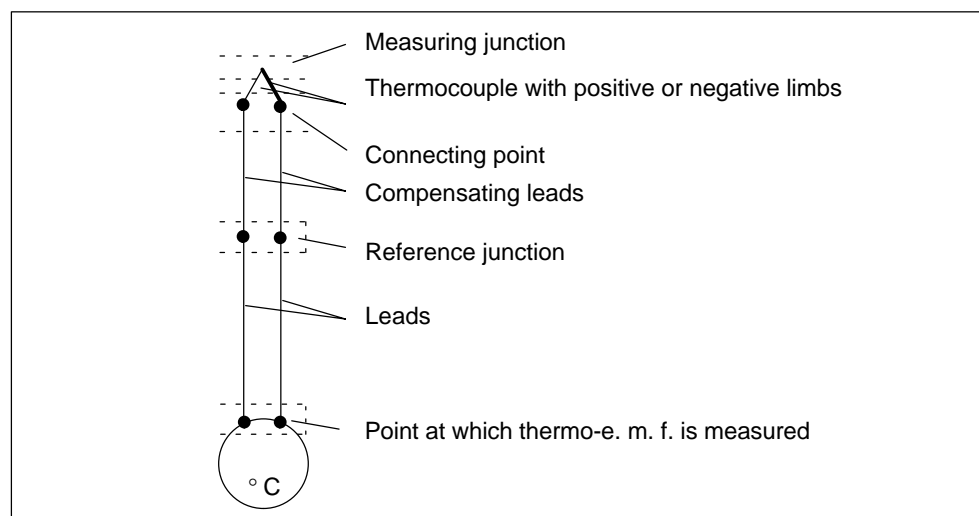 Measuring junction
Thermocouple with positive or negative limbs
Connecting point
Compensating leads
Reference junction
Leads
Point at which thermo-e. m. f. is measured
° C